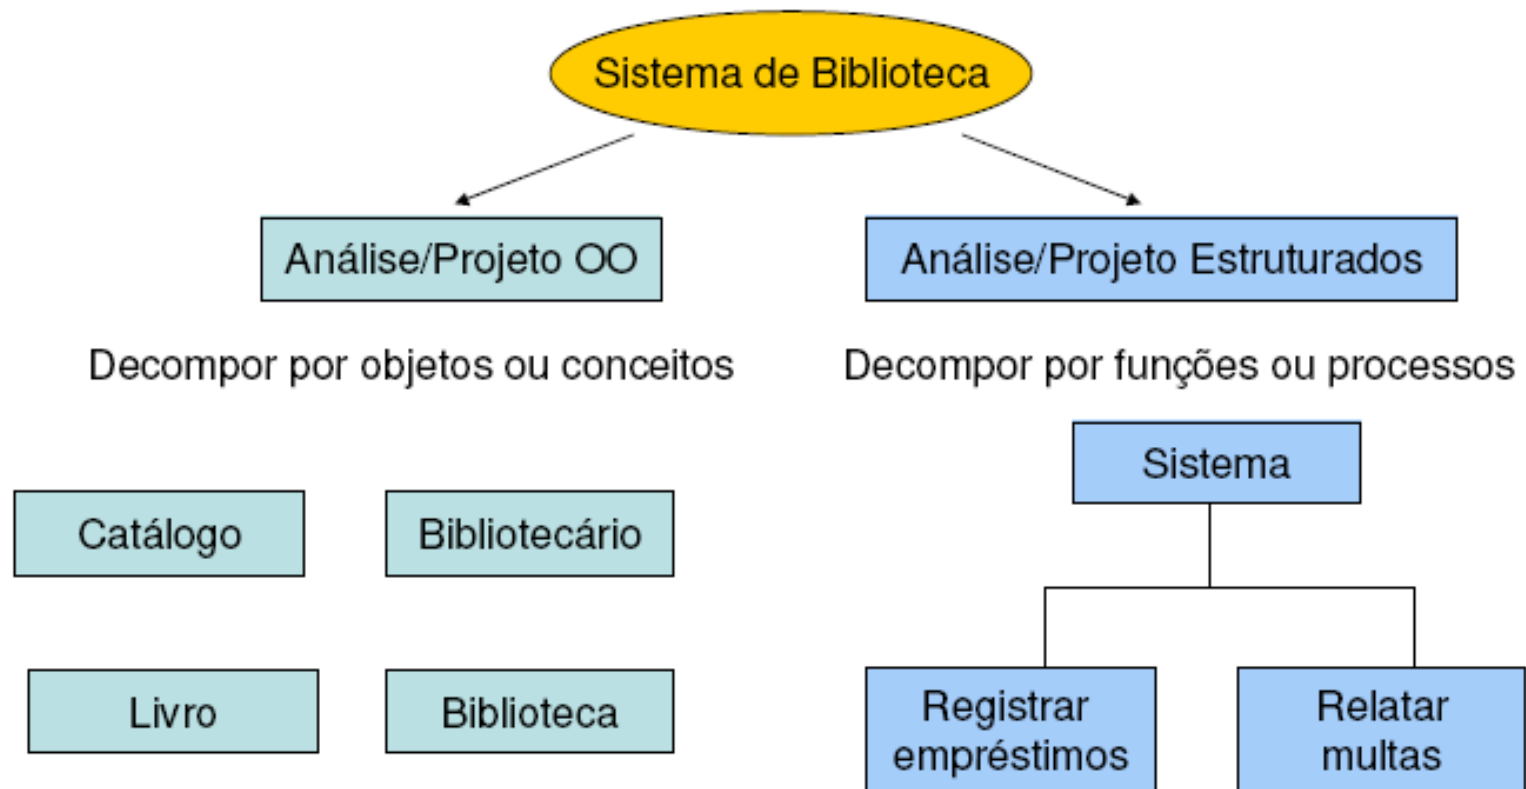 Sistema de Biblioteca
Análise/Projeto OO
Decompor por objetos ou conceitos
Catálogo
Bibliotecário
Livro
Biblioteca
Análise/Projeto Estruturados
Decompor por funções ou processos
Sistema
Registrar
empréstimos
Relatar
multas